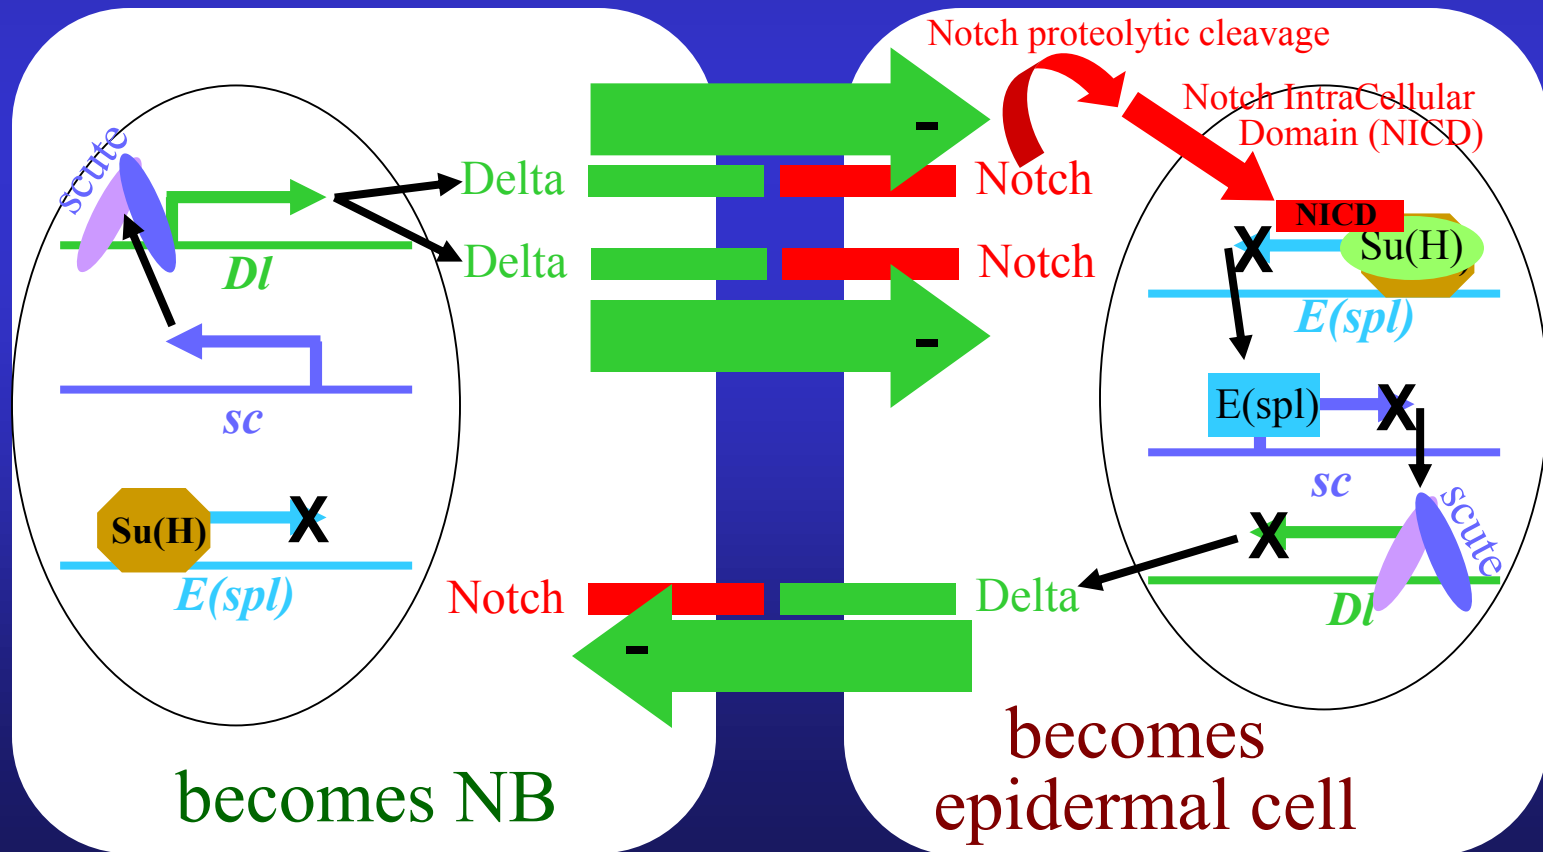 Notch proteolytic cleavage
Notch IntraCellular
Domain (NICD)
scute
Delta
-
Notch
NICD
Su(H)
X
Delta
Notch
Dl
E(spl)
-
sc
E(spl)
X
sc
scute
Su(H)
X
X
E(spl)
Notch
Delta
Dl
-
becomes NB
becomes
epidermal cell